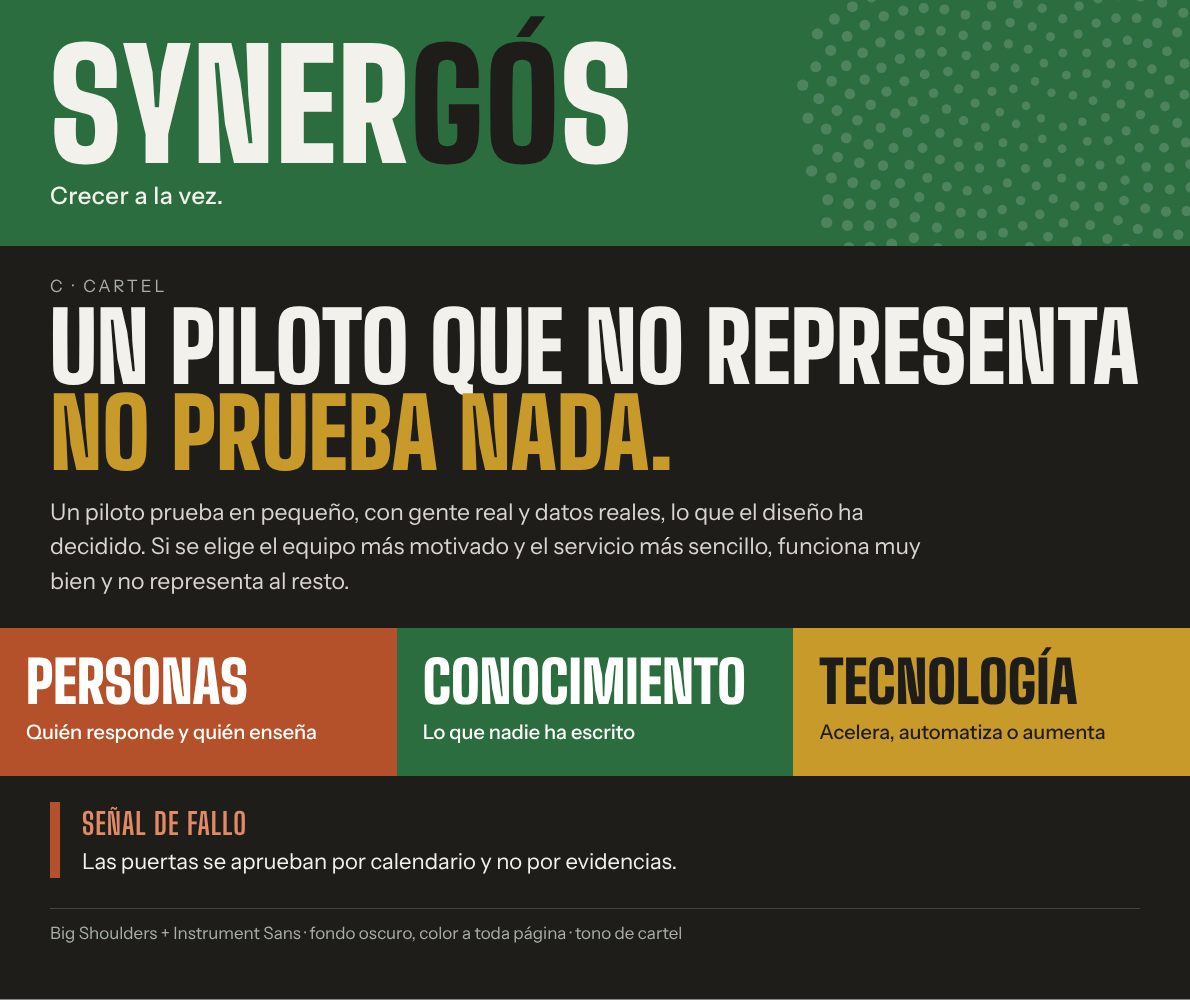 SYNERGÓS
Crecer a la vez.
C · CARTEL
UN PILOTO QUE NO REPRESENTA
NO PRUEBA NADA.
Un piloto prueba en pequeño, con gente real y datos reales, lo que el diseño ha
decidido. Si se elige el equipo más motivado y el servicio más sencillo, funciona muy
bien y no representa al resto.
PERSONAS
Quién responde y quién enseña
CONOCIMIENTO
Lo que nadie ha escrito
TECNOLOGÍA
Acelera, automatiza o aumenta
SEÑAL DE FALLO
Las puertas se aprueban por calendario y no por evidencias.
Big Shoulders + Instrument Sans · fondo oscuro, color a toda página · tono de cartel